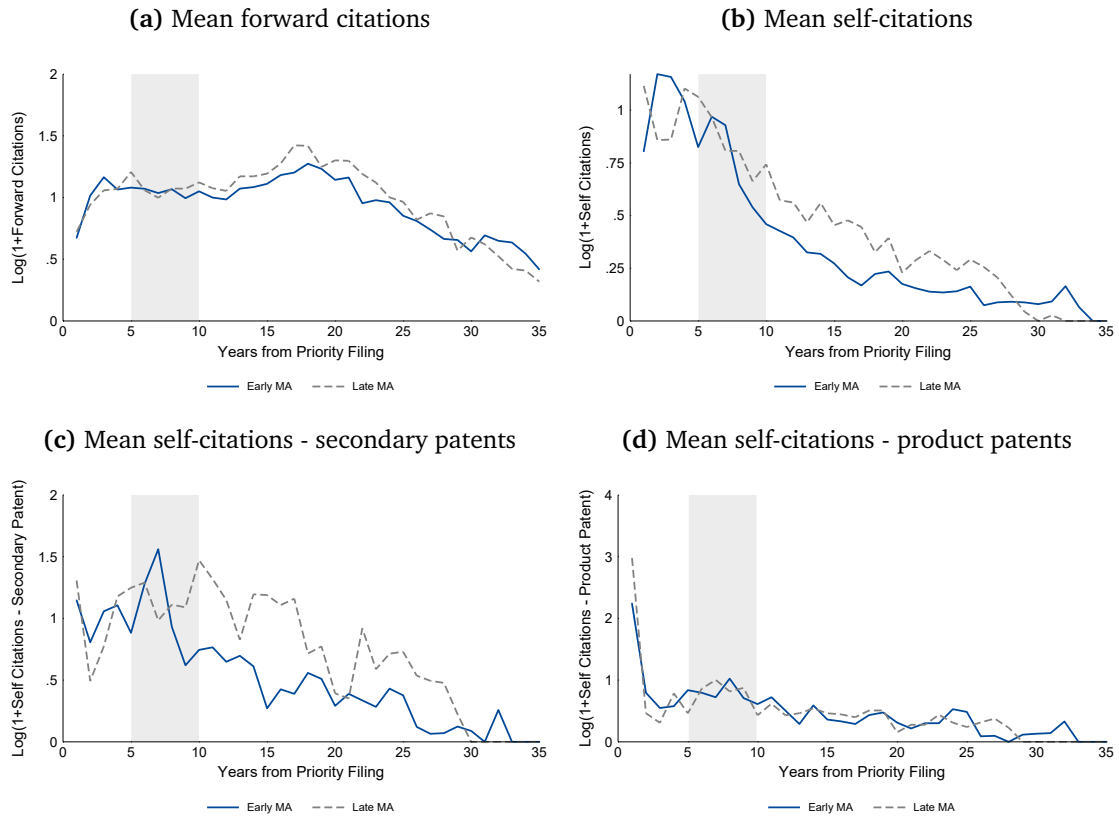 (a) Mean forward citations
Log(1+Forward Citations)
2
1.5
1
.5
0
0 5 10 15 20 25 30 35
Years from Priority Filing
Early MA Late MA
(b) Mean self-citations
Log(1+Self Citations)
1
.75
.5
.25
0
0 5 10 15 20 25 30 35
Years from Priority Filing
Early MA Late MA
(c) Mean self-citations - secondary patents
Log(1+Self Citations - Secondary Patent)
2
1.5
1
.5
0
0 5 10 15 20 25 30 35
Years from Priority Filing
Early MA Late MA
(d) Mean self-citations - product patents
Log(1+Self Citations - Product Patent)
4
3
2
1
0
0 5 10 15 20 25 30 35
Years from Priority Filing
Early MA Late MA